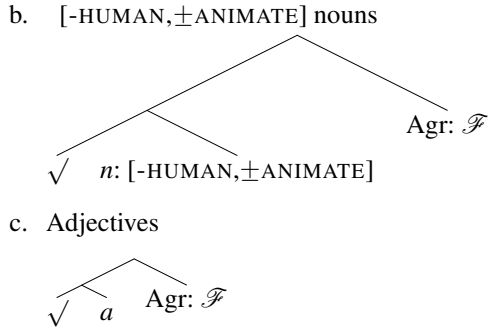 b. [-HUMAN,±ANIMATE] nouns
Agr: ℱ
√ n: [-HUMAN,±ANIMATE]
c. Adjectives
√ a Agr: ℱ